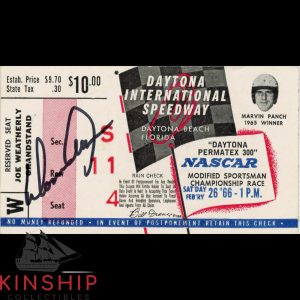 Estab. Price $9.70
State Tax .30
$10.00
RESERVED SEAT
JOE WEATHERLY
GRANDSTAND
W
Sec.
Row
Seat
S
11
4
DAYTONA
INTERNATIONAL
SPEEDWAY
DAYTONA BEACH
FLORIDA
RAIN CHECK
MARVIN PANCH
1965 WINNER
"DAYTONA
PERMATEX 300"
NASCAR
MODIFIED SPORTSMAN
CHAMPIONSHIP RACE
SAT DAY FEB'RY 26 '66 - 1 P.M.
NO MONEY REFUNDED - IN EVENT OF POSTPONEMENT RETAIN THIS CHECK
KINSHIP
COLLECTIBLES